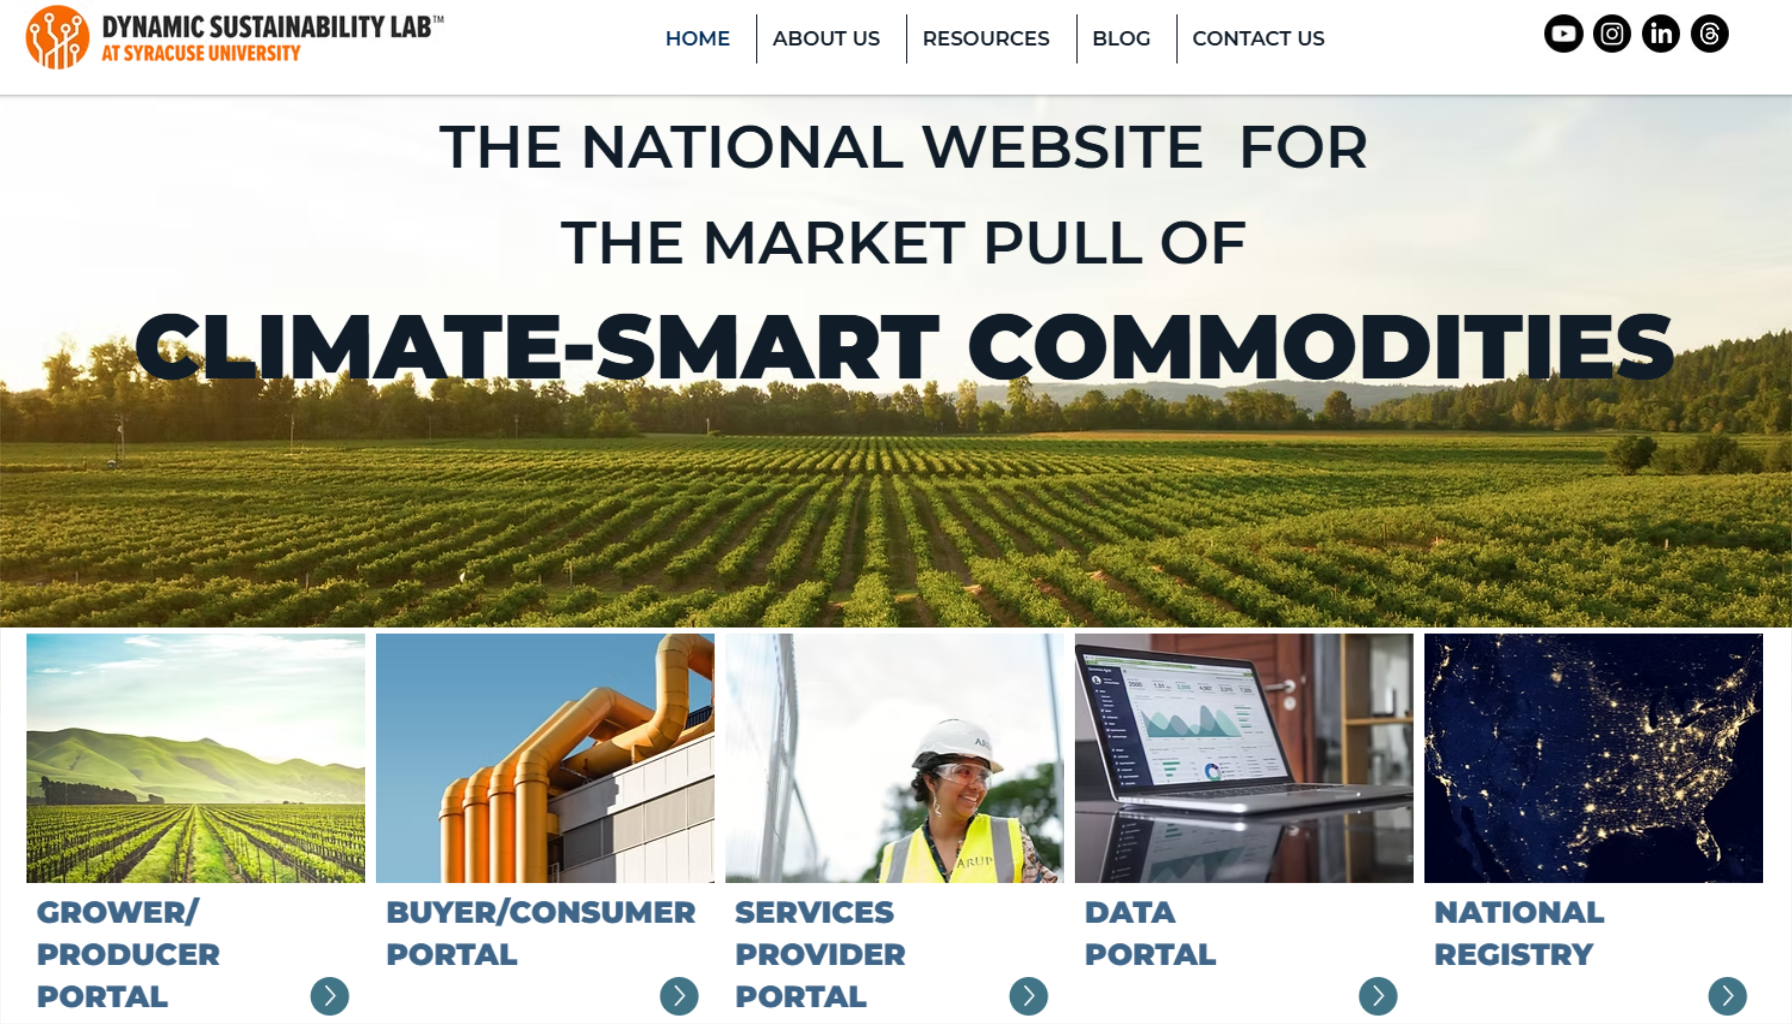 DYNAMIC SUSTAINABILITY LAB™
AT SYRACUSE UNIVERSITY
HOME
ABOUT US
RESOURCES
BLOG
CONTACT US
THE NATIONAL WEBSITE FOR
THE MARKET PULL OF
CLIMATE-SMART COMMODITIES
ARUP
GROWER/
PRODUCER
PORTAL
BUYER/CONSUMER
PORTAL
SERVICES
PROVIDER
PORTAL
DATA
PORTAL
NATIONAL
REGISTRY